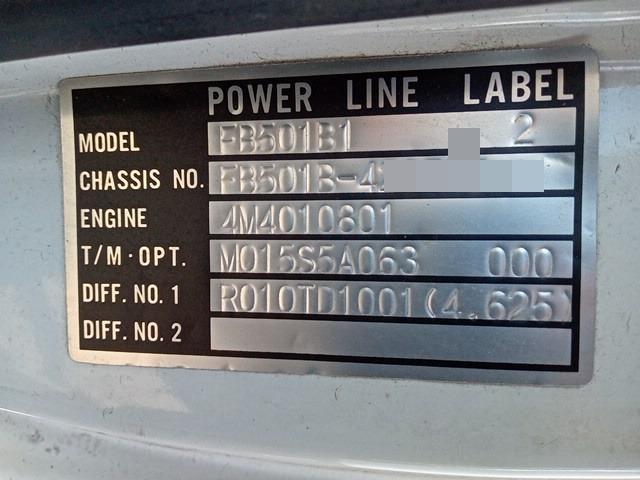 POWER LINE LABEL
MODEL FB501B1 2
CHASSIS NO. FB501B-4
ENGINE 4M4010801
T/M·OPT. M015S5A063 000
DIFF. NO. 1 R010TD1001(4.625)
DIFF. NO. 2